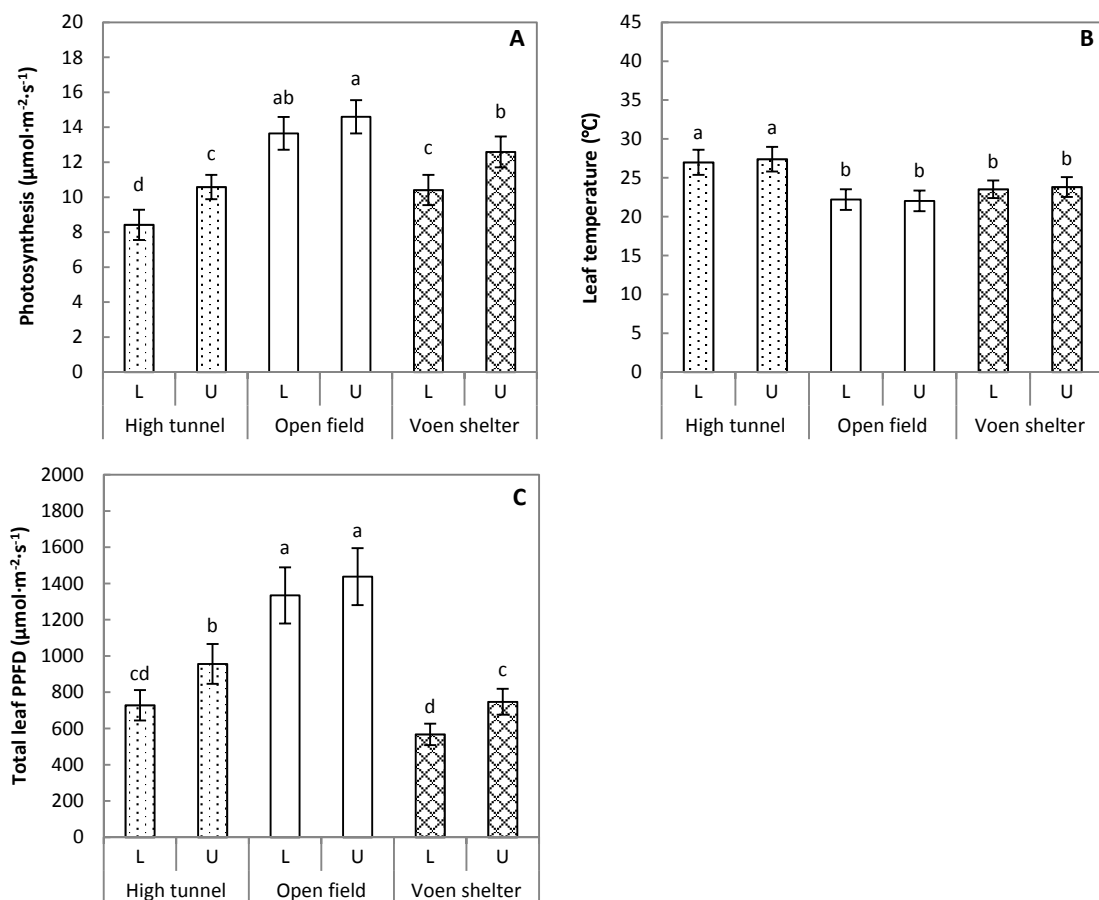 A
Photosynthesis (µmol·m⁻²·s⁻¹)
20
18
16
14
12
10
8
6
4
2
0
d
c
ab
a
c
b
L U L U L U
High tunnel Open field Voen shelter
B
Leaf temperature (°C)
45
40
35
30
25
20
15
10
5
0
a
a
b
b
b
b
L U L U L U
High tunnel Open field Voen shelter
C
Total leaf PPFD (µmol·m⁻²·s⁻¹)
2000
1800
1600
1400
1200
1000
800
600
400
200
0
cd
b
a
a
d
c
L U L U L U
High tunnel Open field Voen shelter